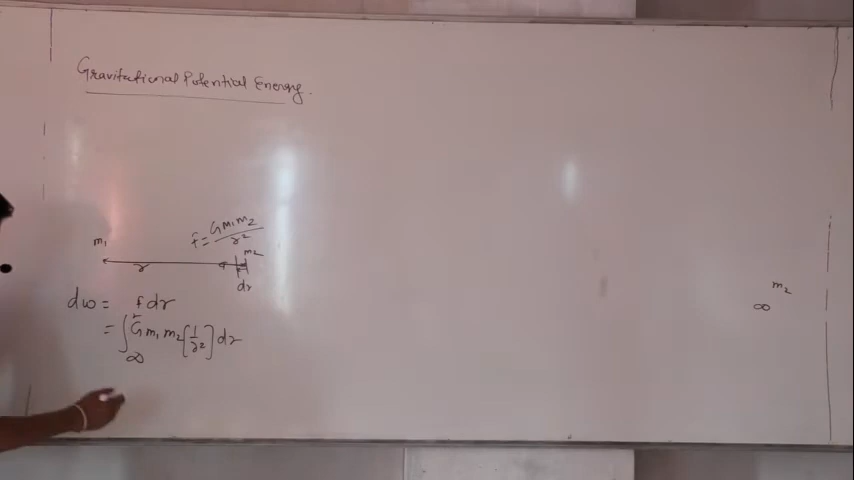 Gravitational Potential Energy.
F = Gm₁m₂/r²
m₁
m₂
r
dr
m₂
∞
dw = f dr
= ∫_∞^r Gm₁m₂[1/r²] dr